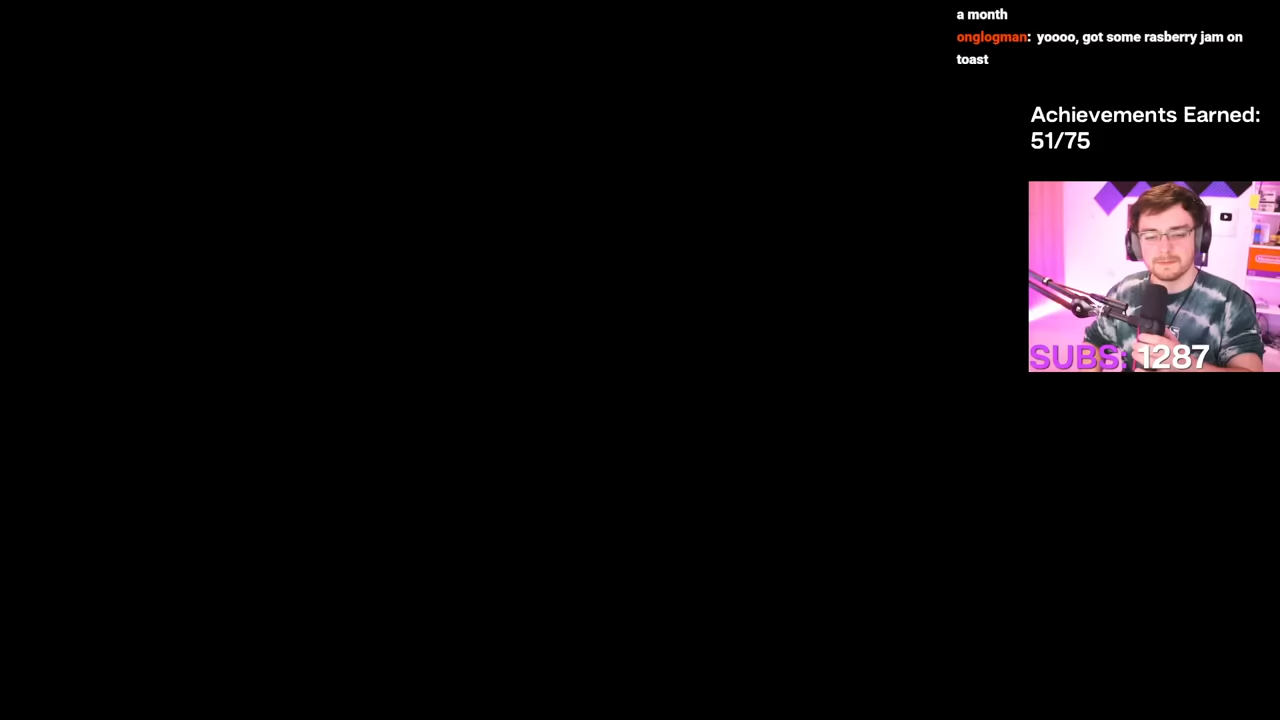 a month
onglogman: yoooo, got some rasberry jam on
toast
Achievements Earned:
51/75
SUBS: 1287